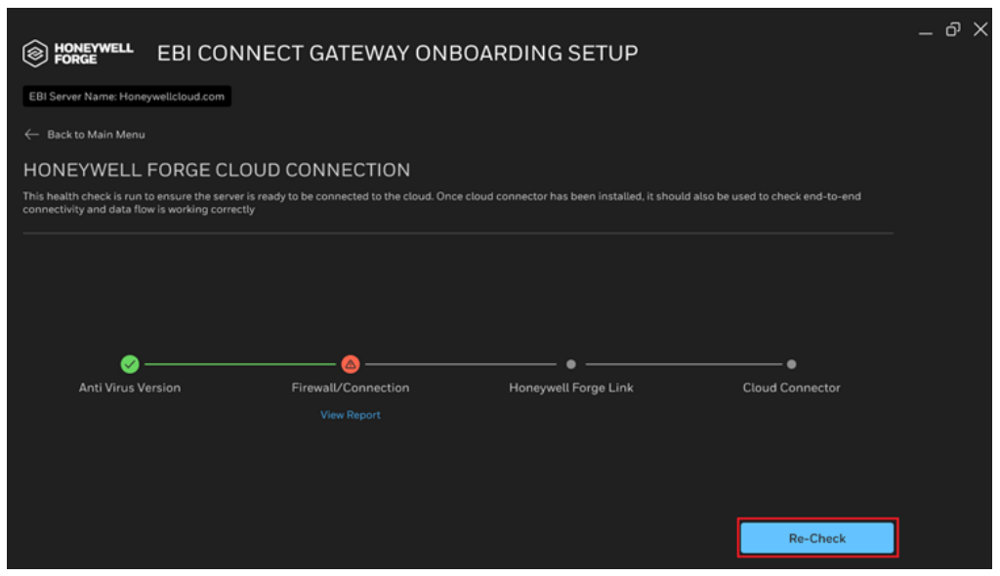 HONEYWELL
FORGE
EBI CONNECT GATEWAY ONBOARDING SETUP
EBI Server Name: Honeywellcloud.com
Back to Main Menu
HONEYWELL FORGE CLOUD CONNECTION
This health check is run to ensure the server is ready to be connected to the cloud. Once cloud connector has been installed, it should also be used to check end-to-end
connectivity and data flow is working correctly
Anti Virus Version
Firewall/Connection
Honeywell Forge Link
Cloud Connector
View Report
Re-Check